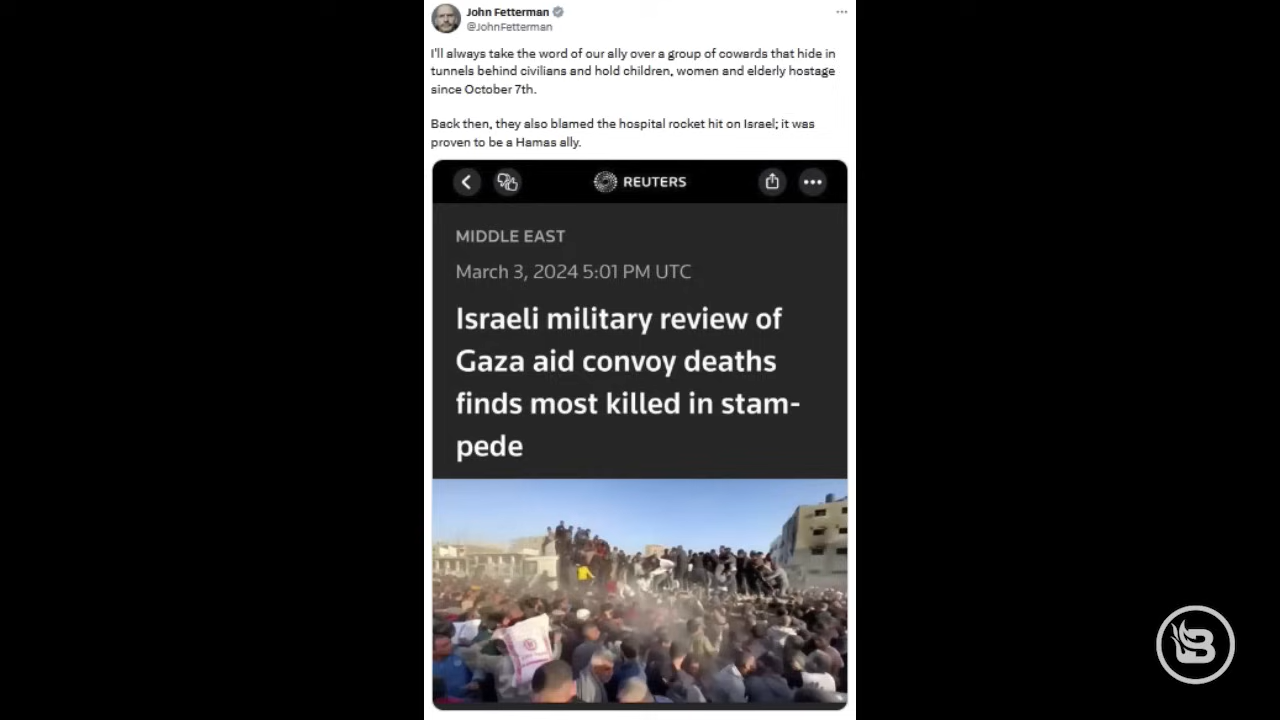 John Fetterman
@JohnFetterman
I'll always take the word of our ally over a group of cowards that hide in
tunnels behind civilians and hold children, women and elderly hostage
since October 7th.
Back then, they also blamed the hospital rocket hit on Israel; it was
proven to be a Hamas ally.
REUTERS
MIDDLE EAST
March 3, 2024 5:01 PM UTC
Israeli military review of
Gaza aid convoy deaths
finds most killed in stam-
pede
B